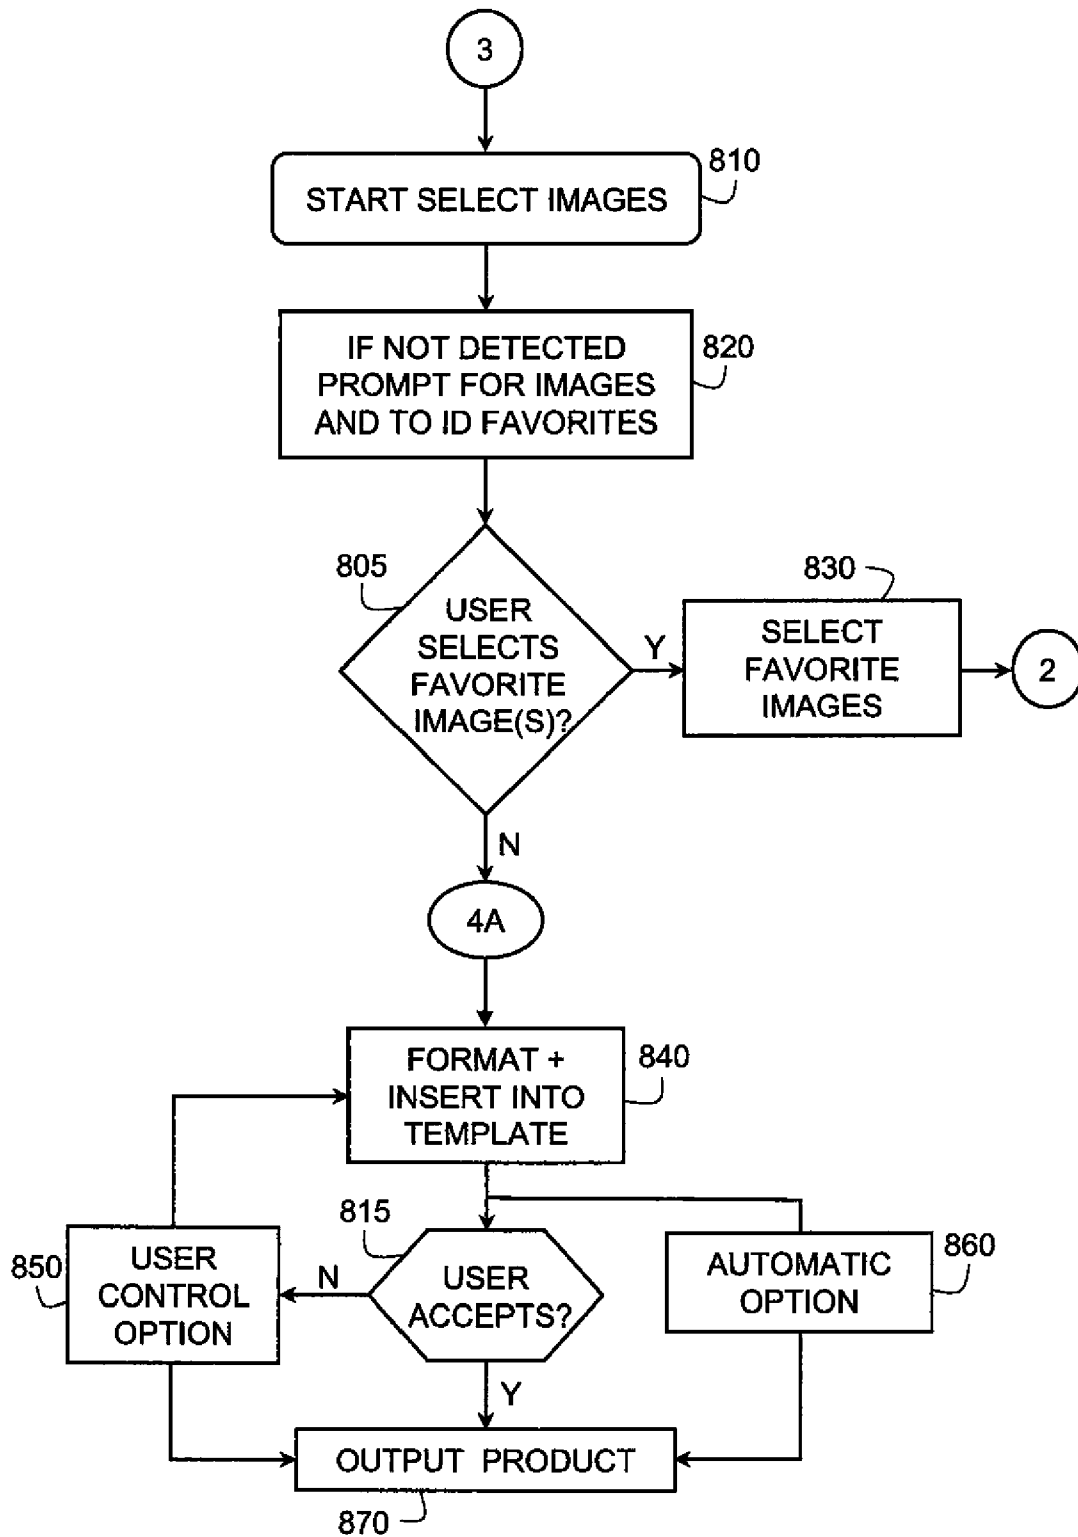 3
START SELECT IMAGES
810
IF NOT DETECTED
PROMPT FOR IMAGES
AND TO ID FAVORITES
820
805
USER
SELECTS
FAVORITE
IMAGE(S)?
Y
830
SELECT
FAVORITE
IMAGES
2
N
4A
FORMAT +
INSERT INTO
TEMPLATE
840
815
USER
ACCEPTS?
N
850
USER
CONTROL
OPTION
AUTOMATIC
OPTION
860
Y
OUTPUT PRODUCT
870